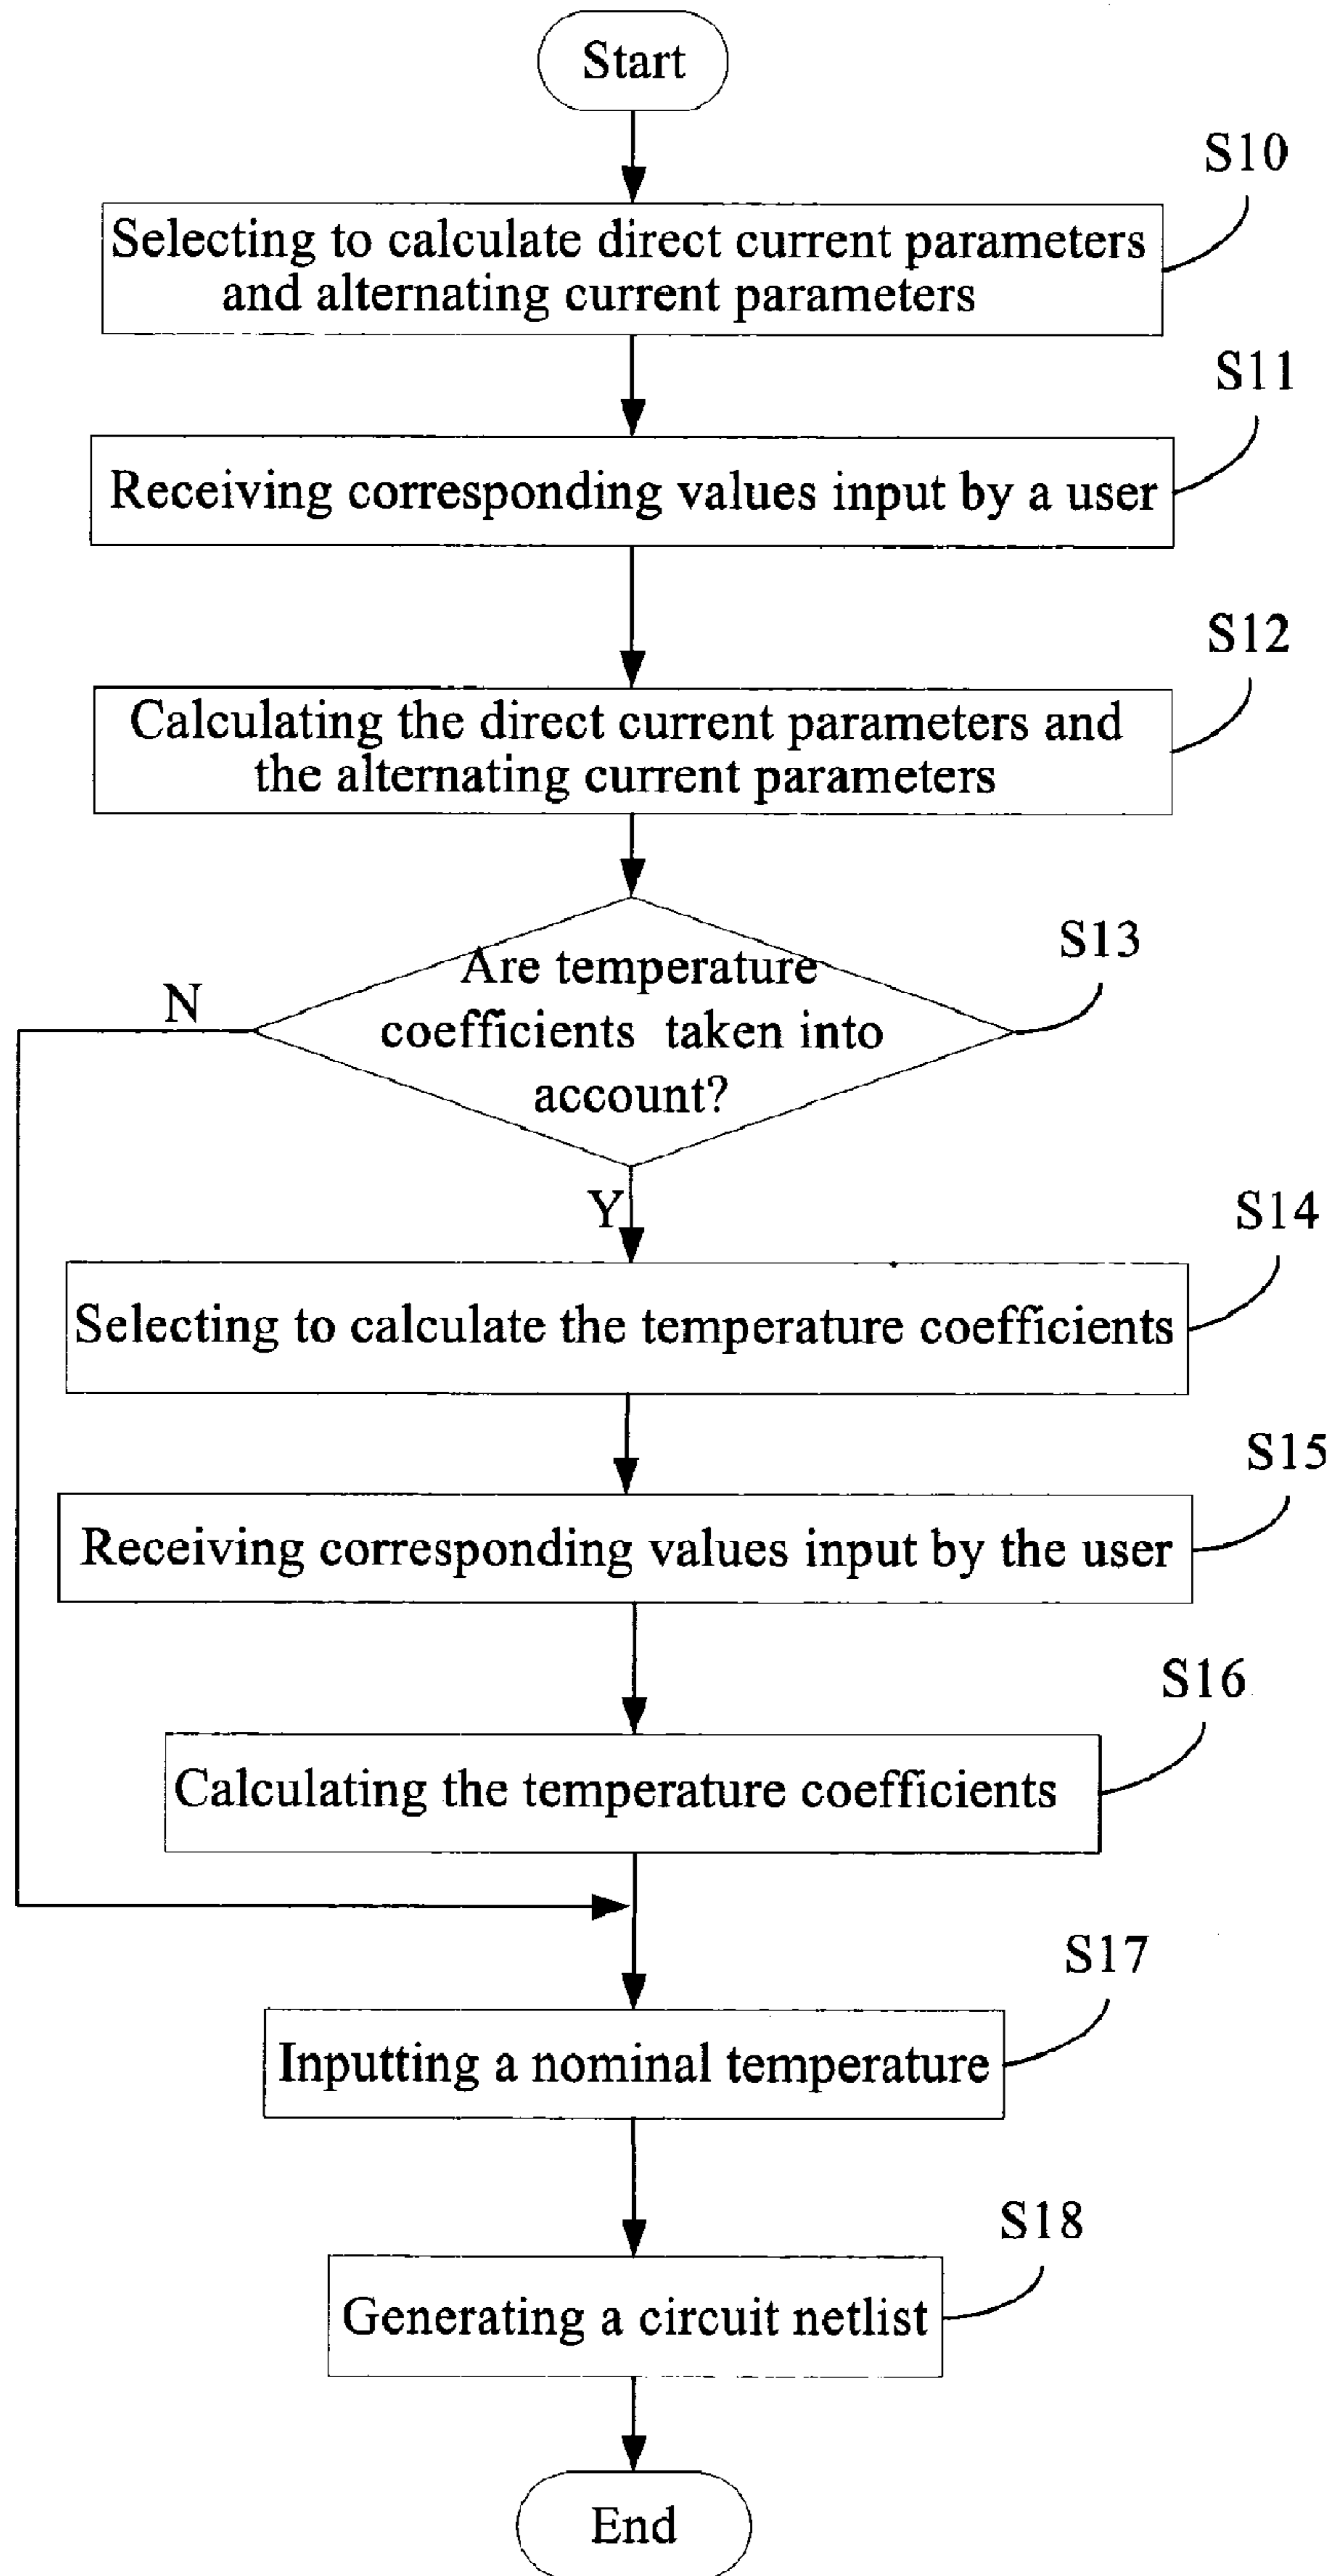 Start
S10
Selecting to calculate direct current parameters
and alternating current parameters
S11
Receiving corresponding values input by a user
S12
Calculating the direct current parameters and
the alternating current parameters
S13
Are temperature
N
coefficients taken into
account?
Y
S14
Selecting to calculate the temperature coefficients
S15
Receiving corresponding values input by the user
S16
Calculating the temperature coefficients
S17
Inputting a nominal temperature
S18
Generating a circuit netlist
End